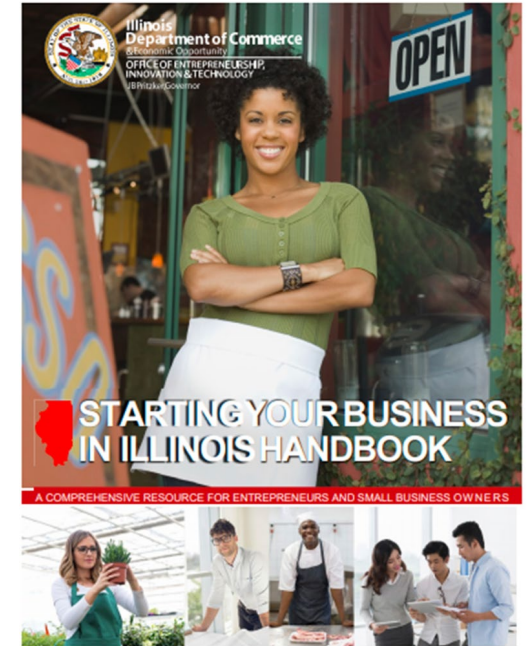 Illinois
Department of Commerce
& Economic Opportunity
OFFICE OF ENTREPRENEURSHIP,
INNOVATION & TECHNOLOGY
JB Pritzker, Governor
OPEN
STARTING YOUR BUSINESS
IN ILLINOIS HANDBOOK
A COMPREHENSIVE RESOURCE FOR ENTREPRENEURS AND SMALL BUSINESS OWNERS